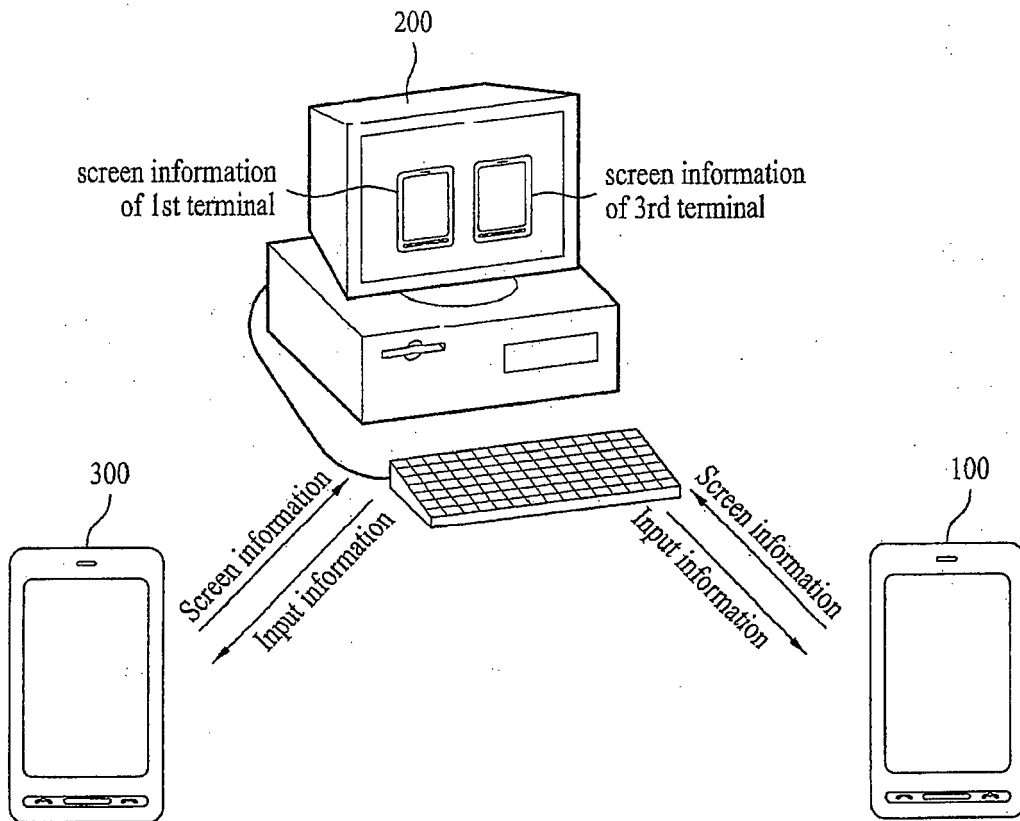 200
screen information
of 1st terminal
screen information
of 3rd terminal
300
100
Screen information
Input information
Screen information
Input information